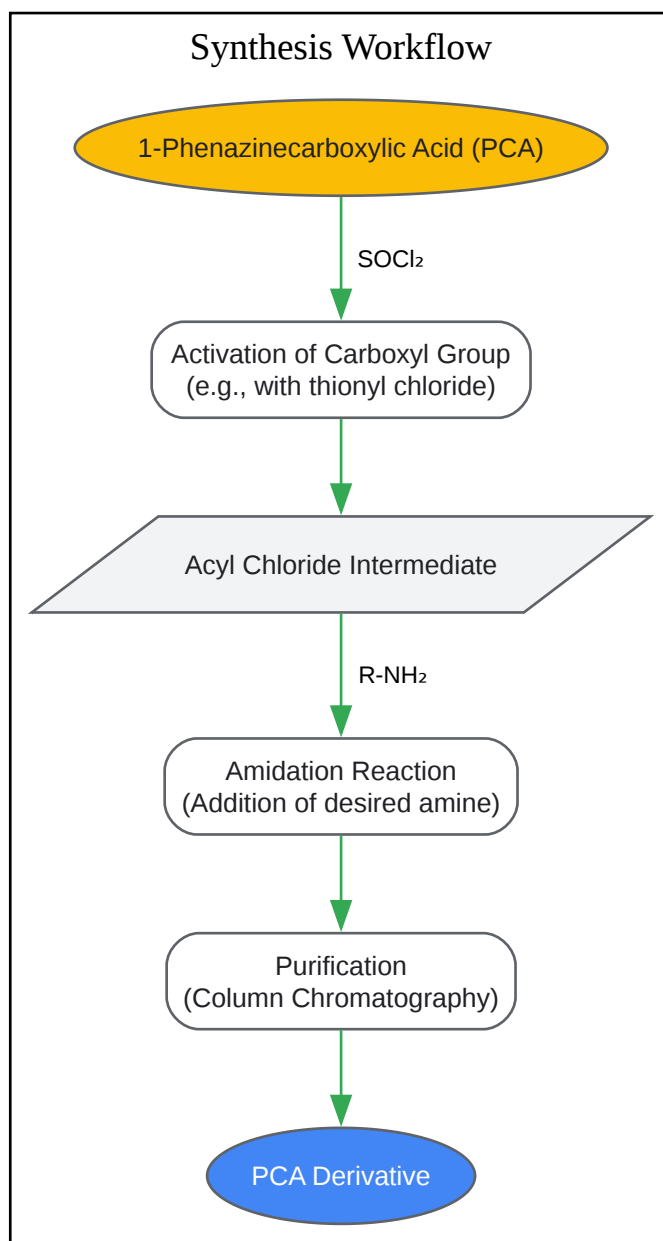 Synthesis Workflow
1-Phenazinecarboxylic Acid (PCA)
SOCl₂
Activation of Carboxyl Group
(e.g., with thionyl chloride)
Acyl Chloride Intermediate
R-NH₂
Amidation Reaction
(Addition of desired amine)
Purification
(Column Chromatography)
PCA Derivative